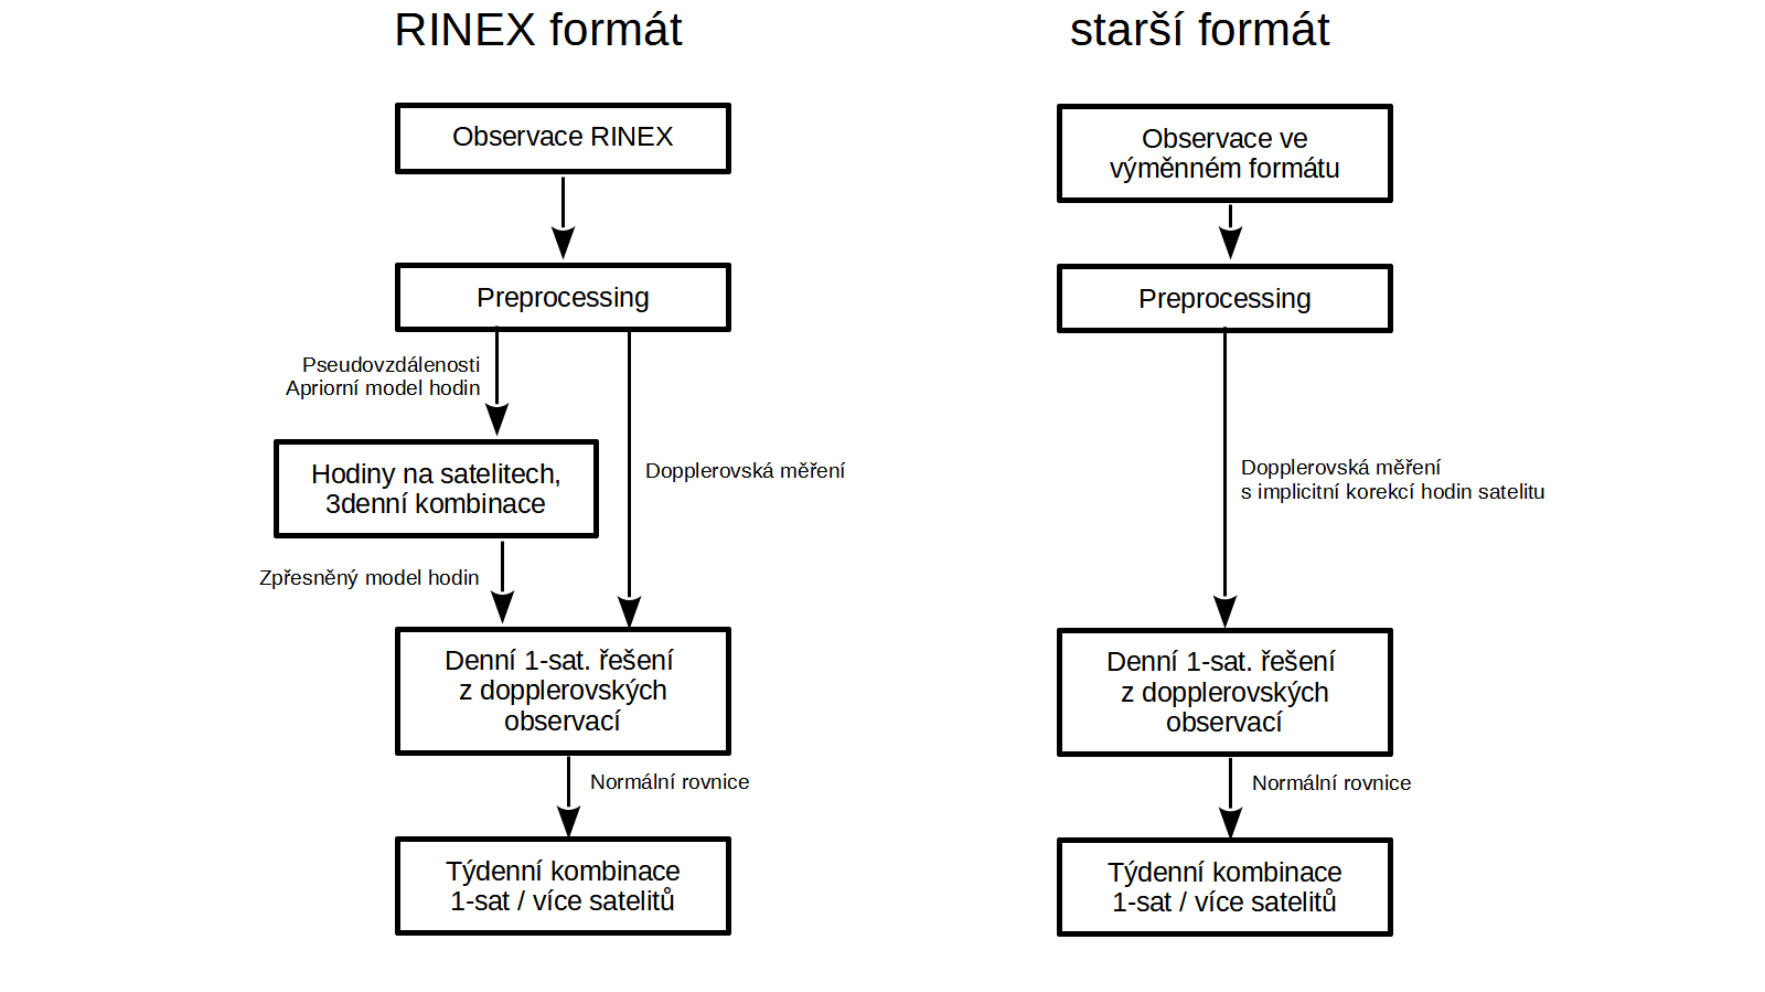 RINEX formát
Observace RINEX
Preprocessing
Pseudovzdálenosti
Apriorní model hodin
Hodiny na satelitech,
3denní kombinace
Dopplerovská měření
Zpřesněný model hodin
Denní 1-sat. řešení
z dopplerovských
observací
Normální rovnice
Týdenní kombinace
1-sat / více satelitů
starší formát
Observace ve
výměnném formátu
Preprocessing
Dopplerovská měření
s implicitní korekcí hodin satelitu
Denní 1-sat. řešení
z dopplerovských
observací
Normální rovnice
Týdenní kombinace
1-sat / více satelitů